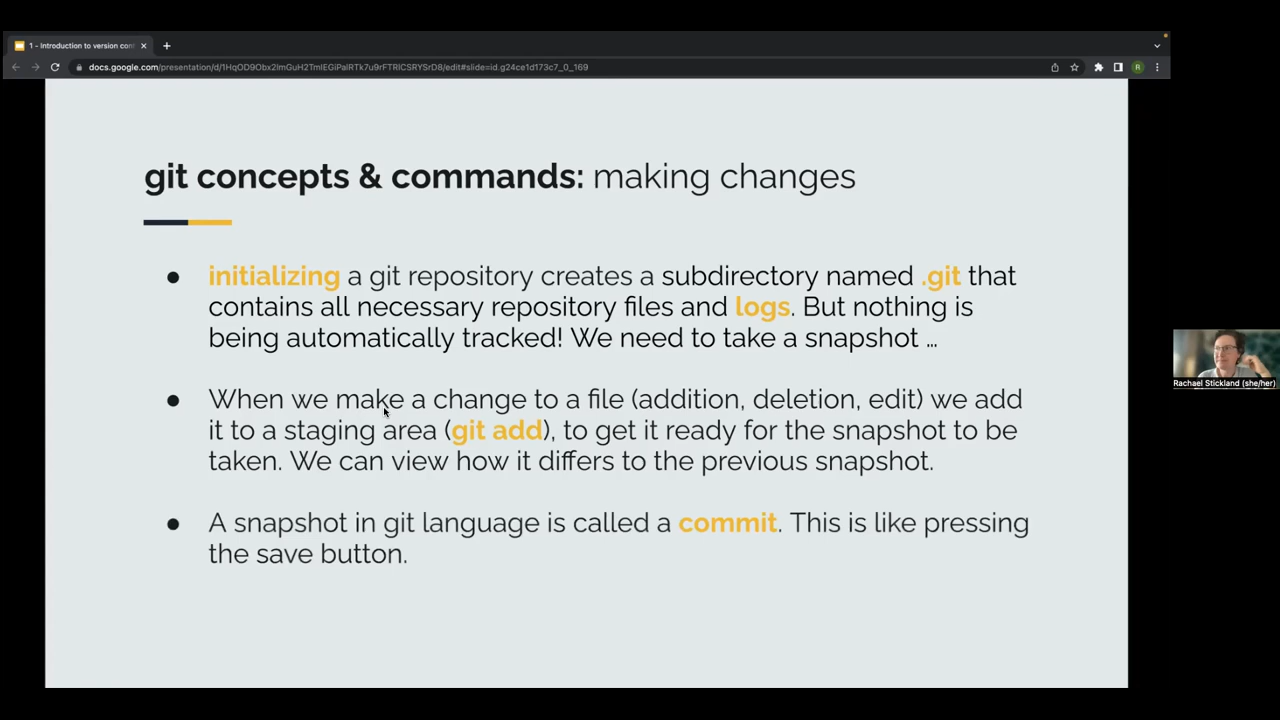 1 - Introduction to version con
docs.google.com/presentation/d/1HqOD9Obx2lmGuH2TmIEGiPalRTk7u9rFTRlCSRYSrD8/edit#slide=id.g24ce1d173c7_0_169
R
git concepts & commands: making changes
● initializing a git repository creates a subdirectory named .git that
contains all necessary repository files and logs. But nothing is
being automatically tracked! We need to take a snapshot …
● When we make a change to a file (addition, deletion, edit) we add
it to a staging area (git add), to get it ready for the snapshot to be
taken. We can view how it differs to the previous snapshot.
● A snapshot in git language is called a commit. This is like pressing
the save button.
Rachael Stickland (she/her)